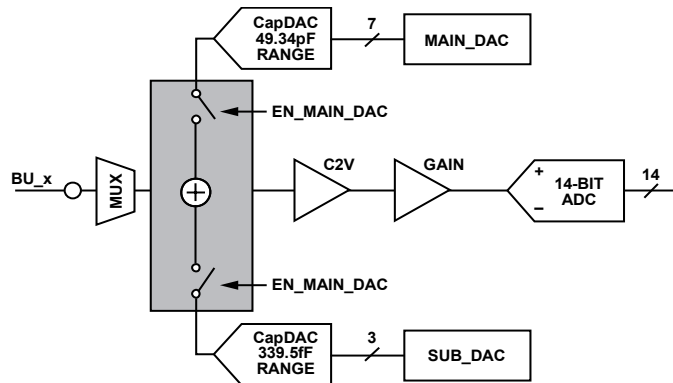 CapDAC
49.34pF
RANGE
7
MAIN_DAC
EN_MAIN_DAC
BU_x
MUX
+
C2V
GAIN
+
–
14-BIT
ADC
14
EN_MAIN_DAC
CapDAC
339.5fF
RANGE
3
SUB_DAC